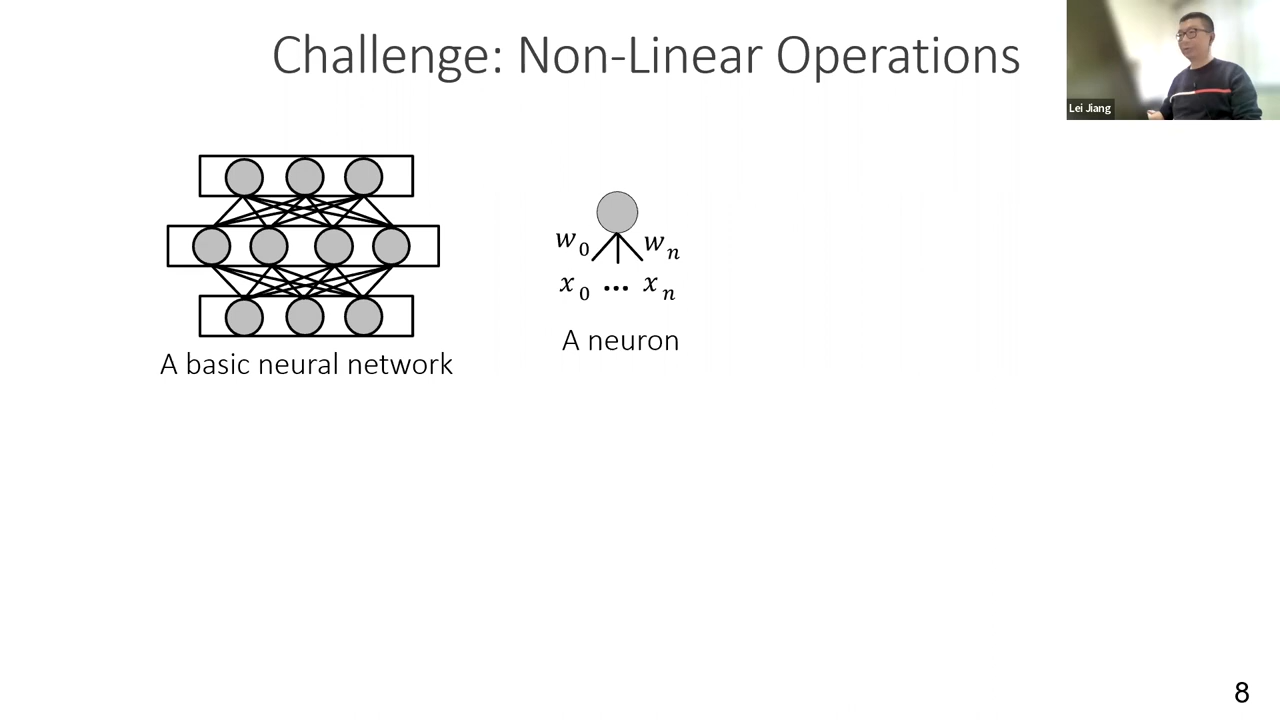 Challenge: Non-Linear Operations
Lei Jiang
w0 wn
x0 ... xn
A neuron
A basic neural network
8